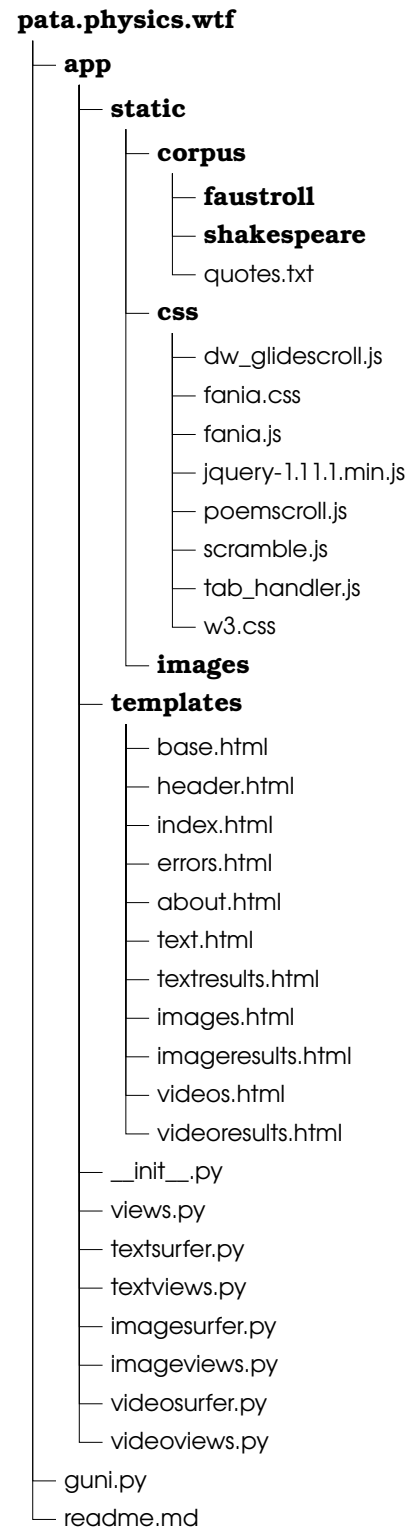 pata.physics.wtf
app
static
corpus
faustroll
shakespeare
quotes.txt
css
dw_glidescroll.js
fania.css
fania.js
jquery-1.11.1.min.js
poemscroll.js
scramble.js
tab_handler.js
w3.css
images
templates
base.html
header.html
index.html
errors.html
about.html
text.html
textresults.html
images.html
imageresults.html
videos.html
videoresults.html
__init__.py
views.py
textsurfer.py
textviews.py
imagesurfer.py
imageviews.py
videosurfer.py
videoviews.py
guni.py
readme.md